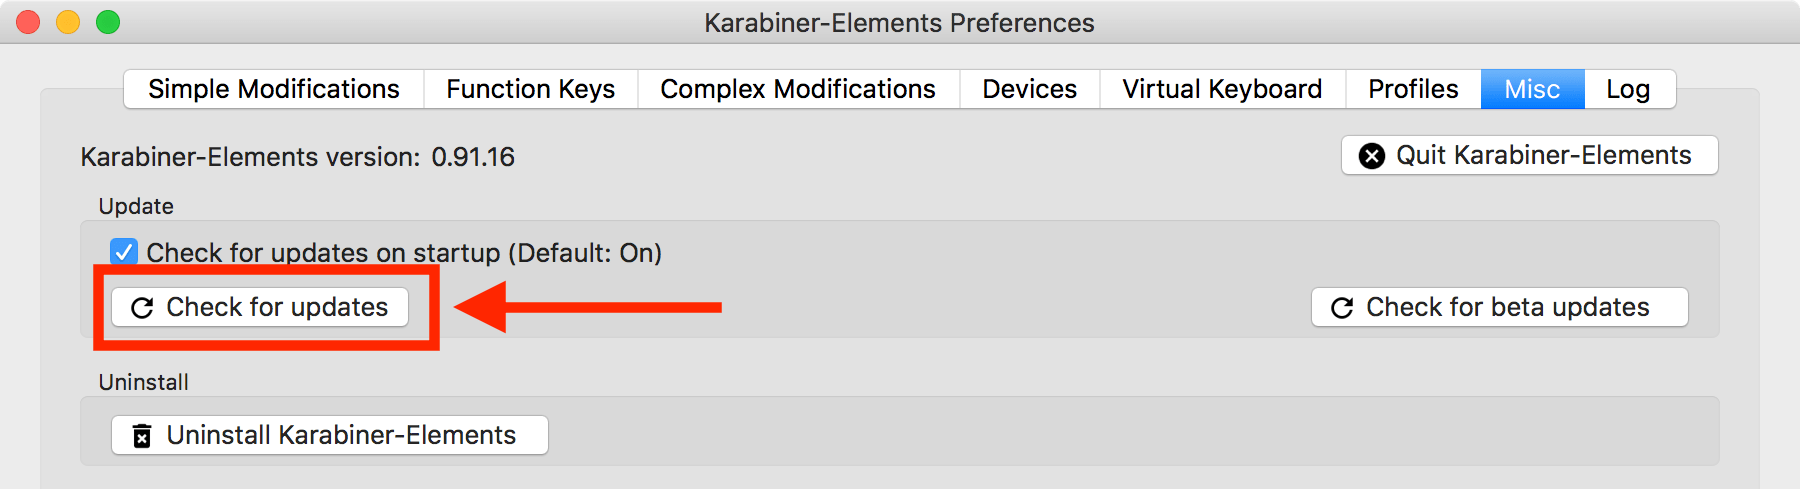 Karabiner-Elements Preferences
Simple Modifications Function Keys Complex Modifications Devices Virtual Keyboard Profiles Misc Log
Karabiner-Elements version: 0.91.16 Quit Karabiner-Elements
Update
Check for updates on startup (Default: On)
Check for updates Check for beta updates
Uninstall
Uninstall Karabiner-Elements